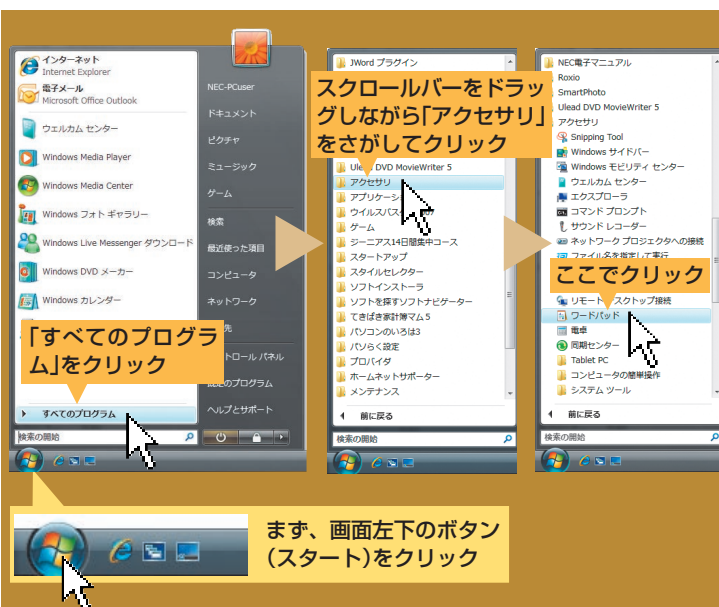 インターネット
Internet Explorer
電子メール
Microsoft Office Outlook
ウェルカム センター
Windows Media Player
Windows Media Center
Windows フォト ギャラリー
Windows Live Messenger ダウンロード
Windows DVD メーカー
Windows カレンダー
「すべてのプログラ
ム」をクリック
すべてのプログラム
検索の開始
NEC-PCuser
ドキュメント
ピクチャ
ミュージック
ゲーム
検索
最近使った項目
コンピュータ
ネットワーク
先
トロール パネル
のプログラム
ヘルプとサポート
JWord プラグイン
スクロールバーをドラッ
グしながら「アクセサリ」
をさがしてクリック
Ulead DVD MovieWriter 5
アクセサリ
アプリケーシ
ウイルスバス
ゲーム
ジーニアス14日間集中コース
スタートアップ
スタイルセレクター
ソフトインストーラ
ソフトを探すソフトナビゲーター
てきぱき家計簿マム5
パソコンのいろは3
パソらく設定
プロバイダ
ホームネットサポーター
メンテナンス
前に戻る
検索の開始
NEC電子マニュアル
Roxio
SmartPhoto
Ulead DVD MovieWriter 5
アクセサリ
Snipping Tool
Windows サイドバー
Windows モビリティ センター
ウェルカム センター
エクスプローラ
コマンド プロンプト
サウンド レコーダー
ネットワーク プロジェクタへの接続
ファイル名を指定して実行
ここでクリック
リモート スクトップ接続
ワードパッド
電卓
同期センター
Tablet PC
コンピュータの簡単操作
システム ツール
前に戻る
検索の開始
まず、画面左下のボタン
(スタート)をクリック